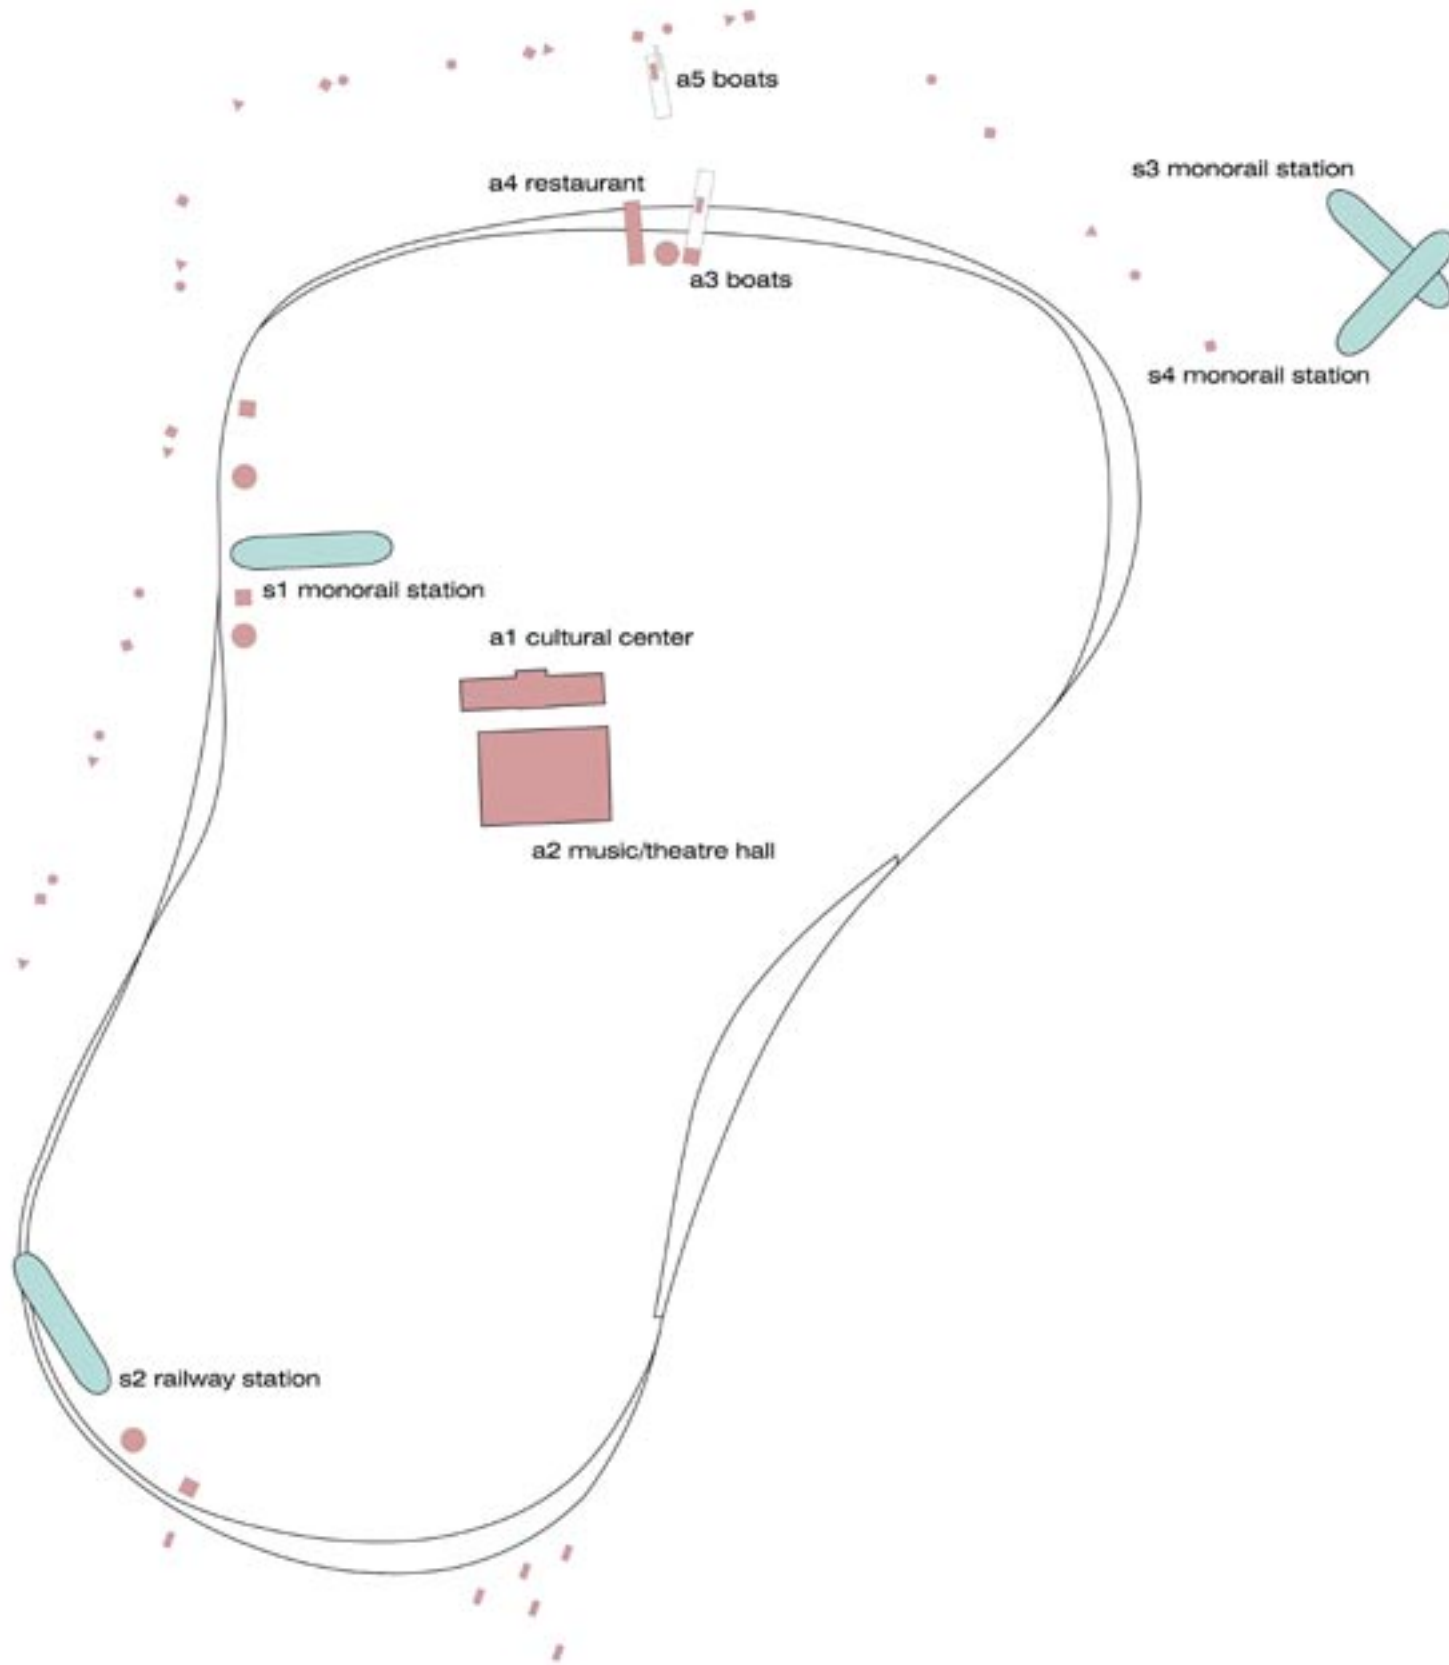 a5 boats
s3 monorail station
a4 restaurant
a3 boats
s4 monorail station
s1 monorail station
a1 cultural center
a2 music/theatre hall
s2 railway station